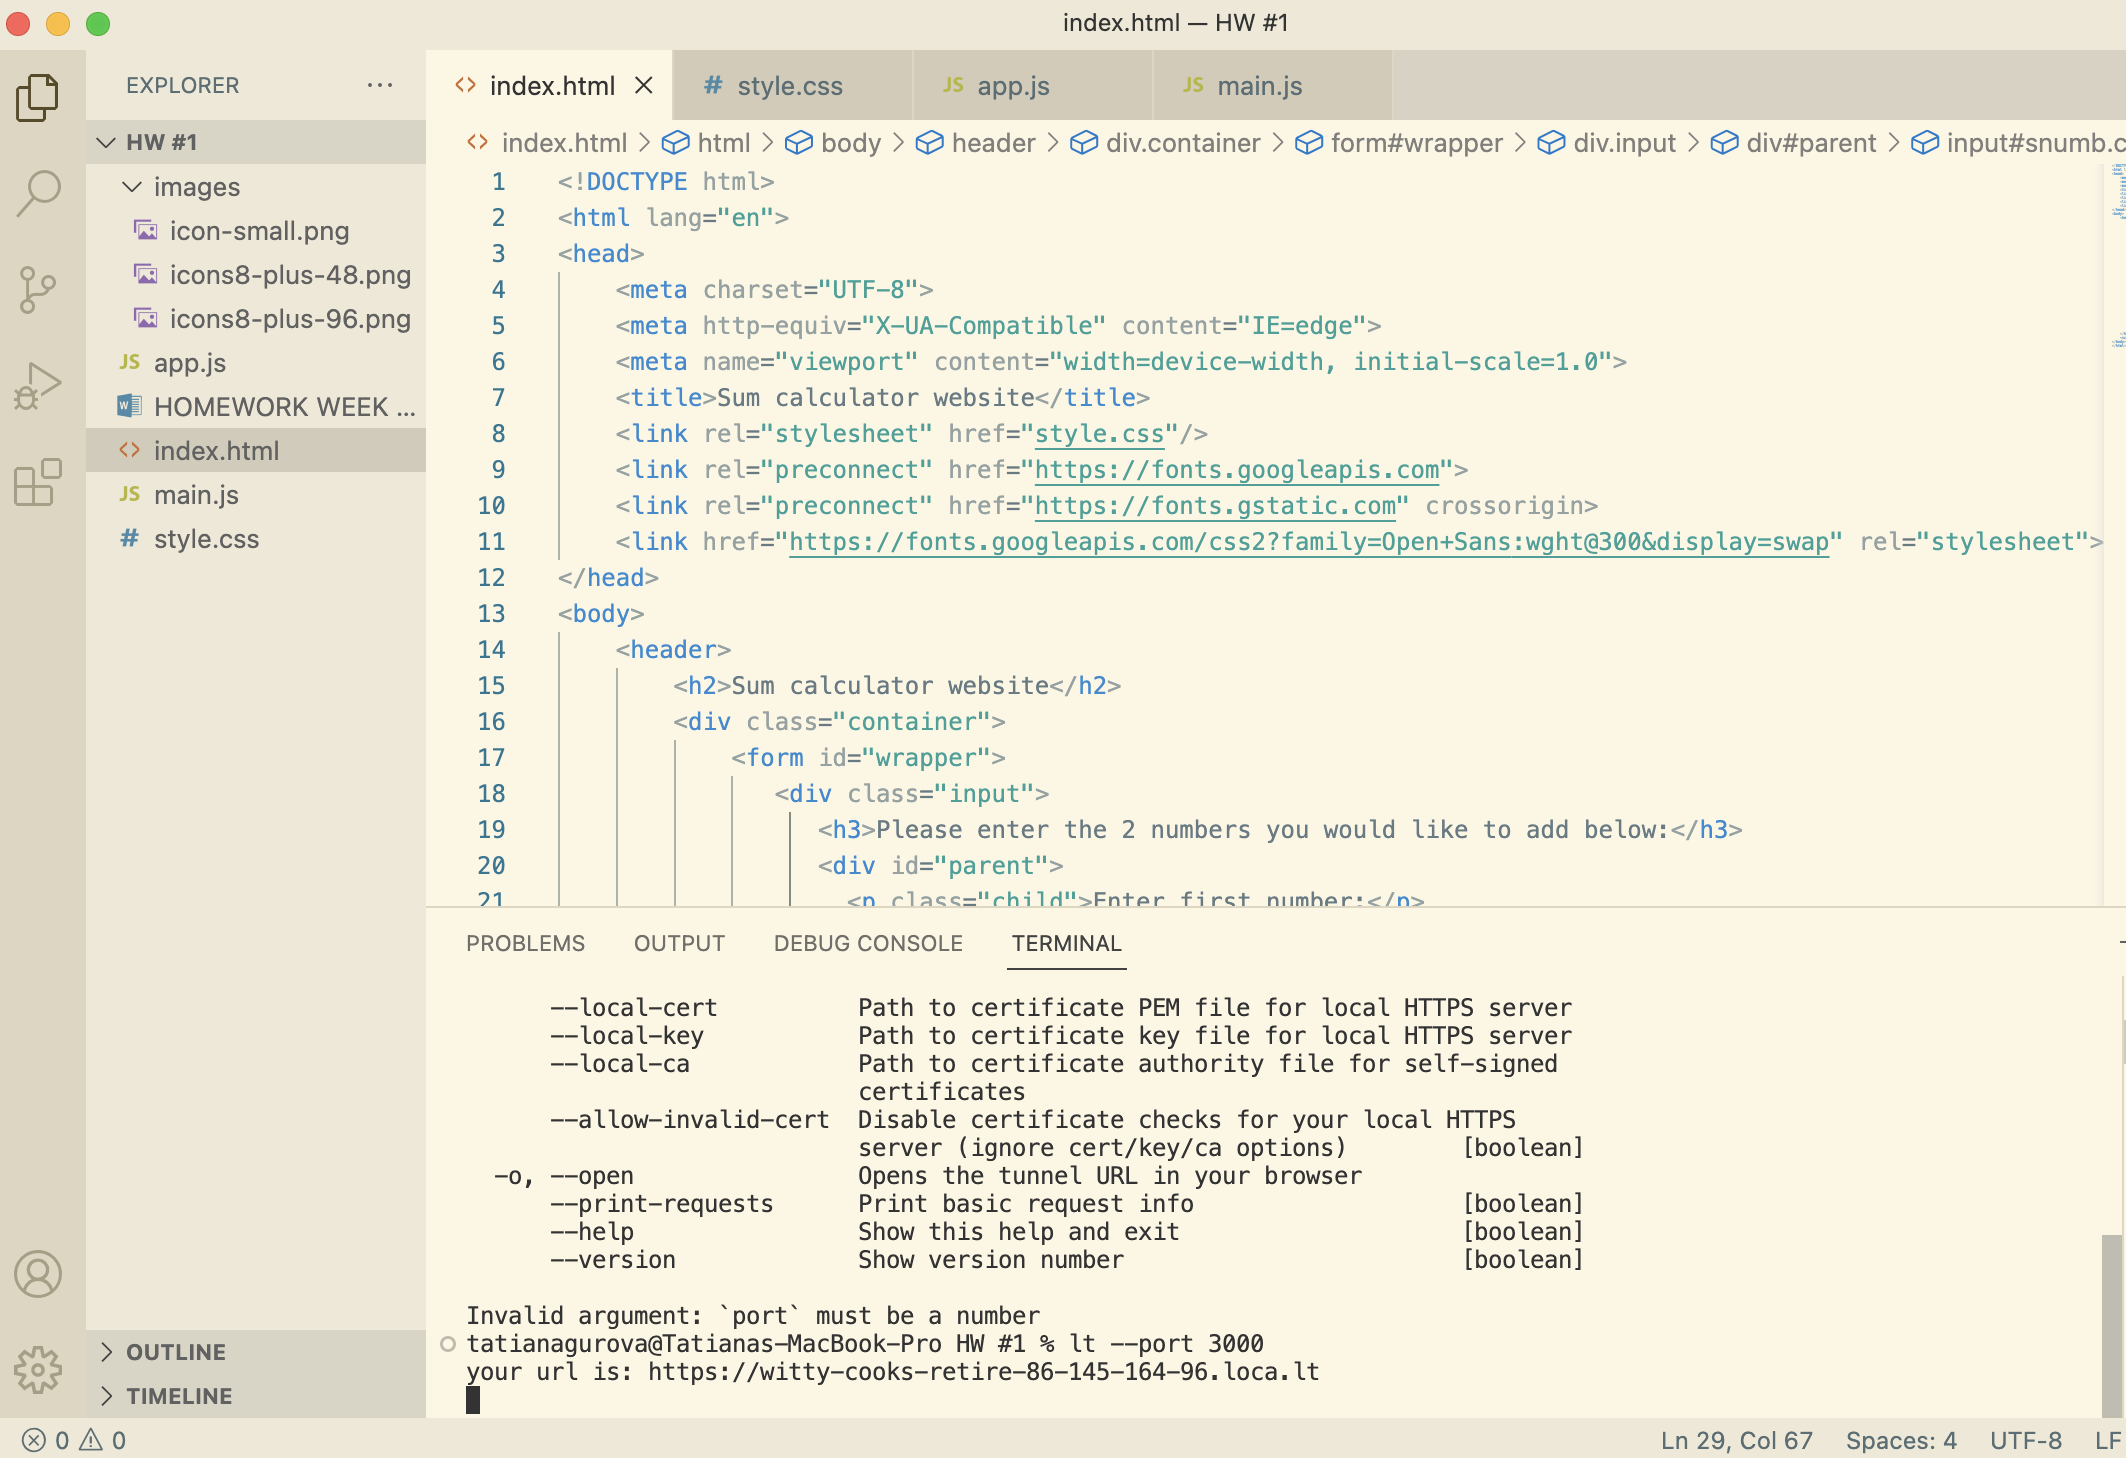 index.html — HW #1
EXPLORER
HW #1
images
icon-small.png
icons8-plus-48.png
icons8-plus-96.png
JS app.js
HOMEWORK WEEK ...
<> index.html
JS main.js
# style.css
OUTLINE
TIMELINE
<> index.html # style.css JS app.js JS main.js
<> index.html > html > body > header > div.container > form#wrapper > div.input > div#parent > input#snumb.c
1 <!DOCTYPE html>
2 <html lang="en">
3 <head>
4 <meta charset="UTF-8">
5 <meta http-equiv="X-UA-Compatible" content="IE=edge">
6 <meta name="viewport" content="width=device-width, initial-scale=1.0">
7 <title>Sum calculator website</title>
8 <link rel="stylesheet" href="style.css"/>
9 <link rel="preconnect" href="https://fonts.googleapis.com">
10 <link rel="preconnect" href="https://fonts.gstatic.com" crossorigin>
11 <link href="https://fonts.googleapis.com/css2?family=Open+Sans:wght@300&display=swap" rel="stylesheet">
12 </head>
13 <body>
14 <header>
15 <h2>Sum calculator website</h2>
16 <div class="container">
17 <form id="wrapper">
18 <div class="input">
19 <h3>Please enter the 2 numbers you would like to add below:</h3>
20 <div id="parent">
21 <p class="child">Enter first number:</p>
PROBLEMS OUTPUT DEBUG CONSOLE TERMINAL
--local-cert Path to certificate PEM file for local HTTPS server
--local-key Path to certificate key file for local HTTPS server
--local-ca Path to certificate authority file for self-signed
certificates
--allow-invalid-cert Disable certificate checks for your local HTTPS
server (ignore cert/key/ca options) [boolean]
-o, --open Opens the tunnel URL in your browser
--print-requests Print basic request info [boolean]
--help Show this help and exit [boolean]
--version Show version number [boolean]
Invalid argument: `port` must be a number
tatianagurova@Tatianas-MacBook-Pro HW #1 % lt --port 3000
your url is: https://witty-cooks-retire-86-145-164-96.loca.lt
0 0 Ln 29, Col 67 Spaces: 4 UTF-8 LF